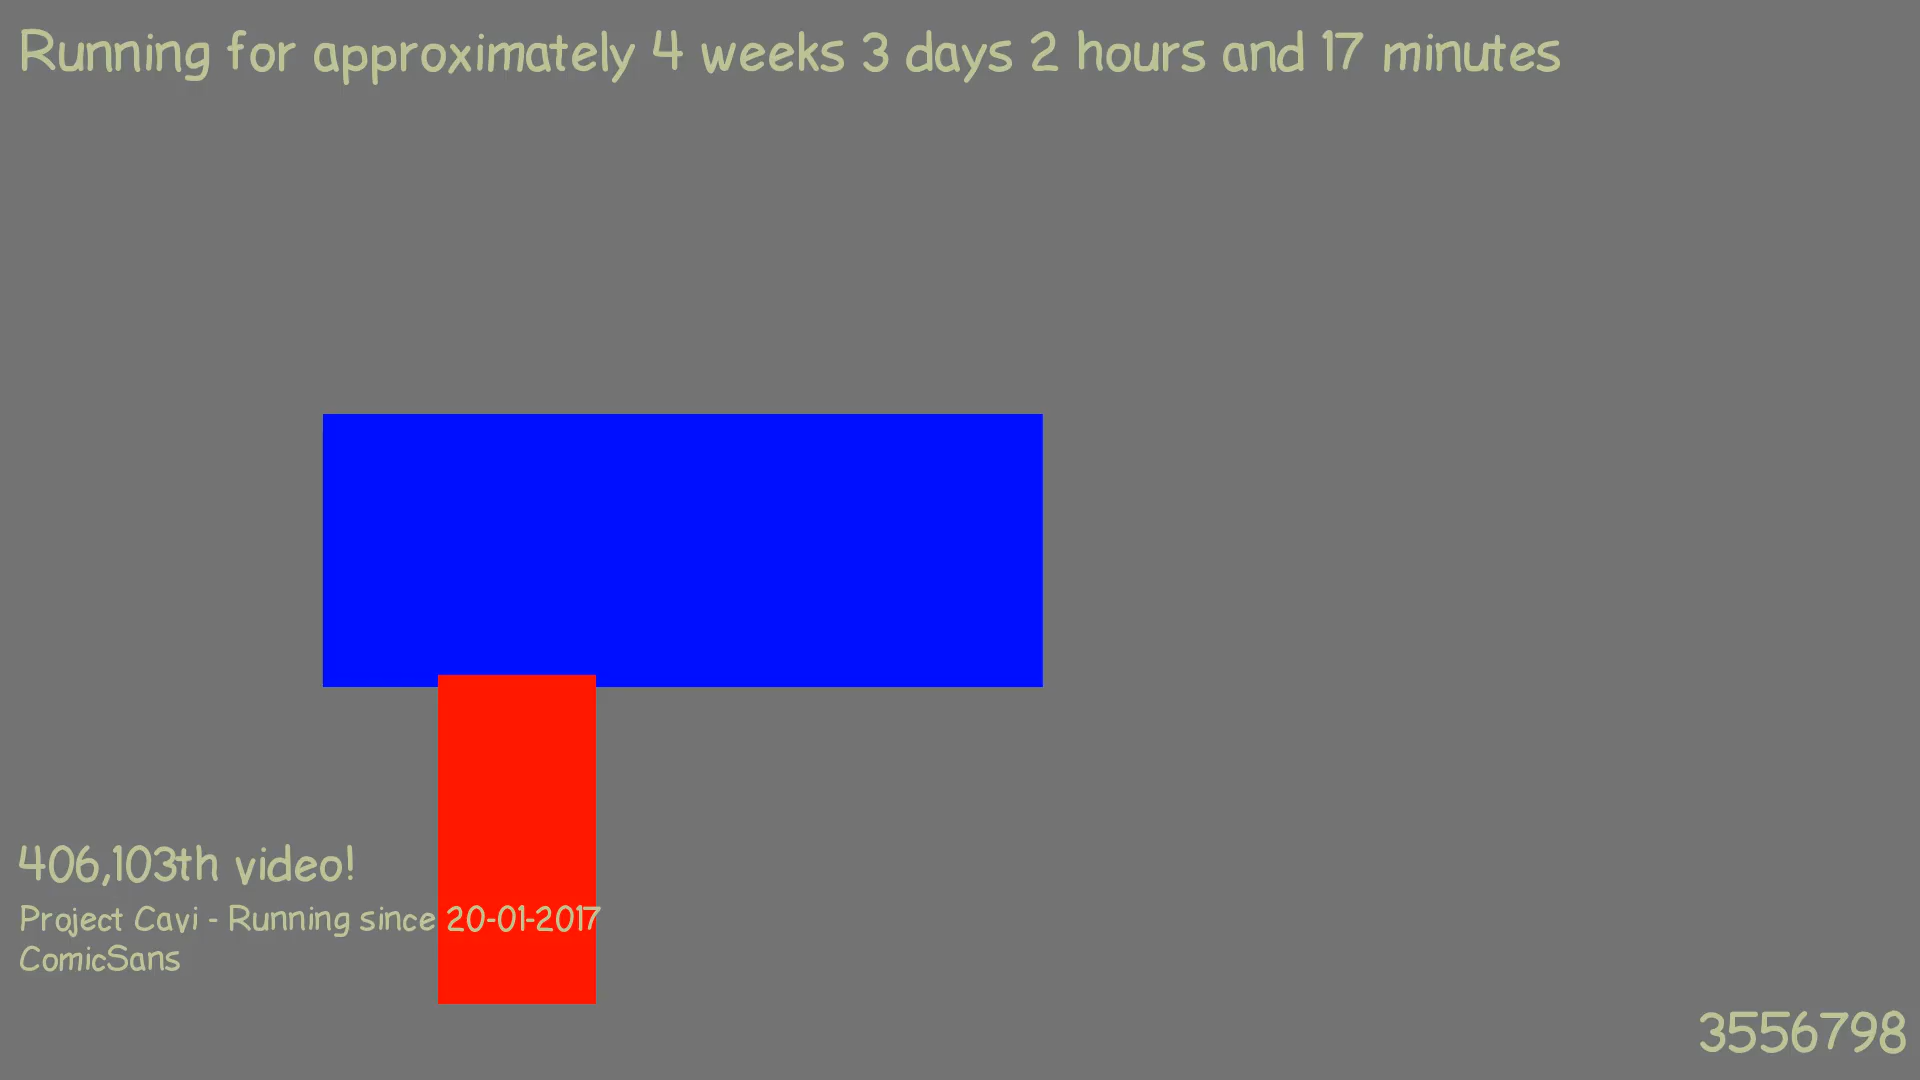 Running for approximately 4 weeks 3 days 2 hours and 17 minutes
406,103th video!
Project Cavi - Running since 20-01-2017
ComicSans
3556798